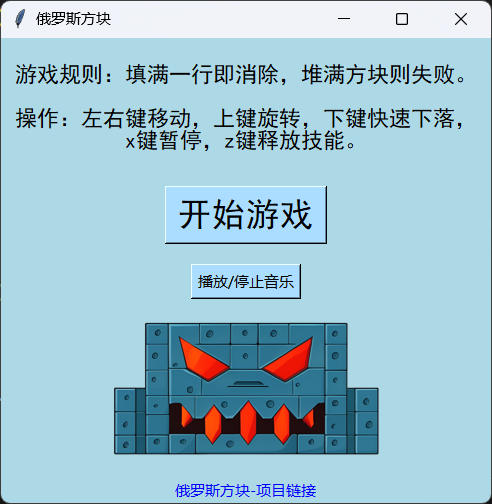 俄罗斯方块
游戏规则：填满一行即消除，堆满方块则失败。
操作：左右键移动，上键旋转，下键快速下落，
x键暂停，z键释放技能。
开始游戏
播放/停止音乐
俄罗斯方块-项目链接